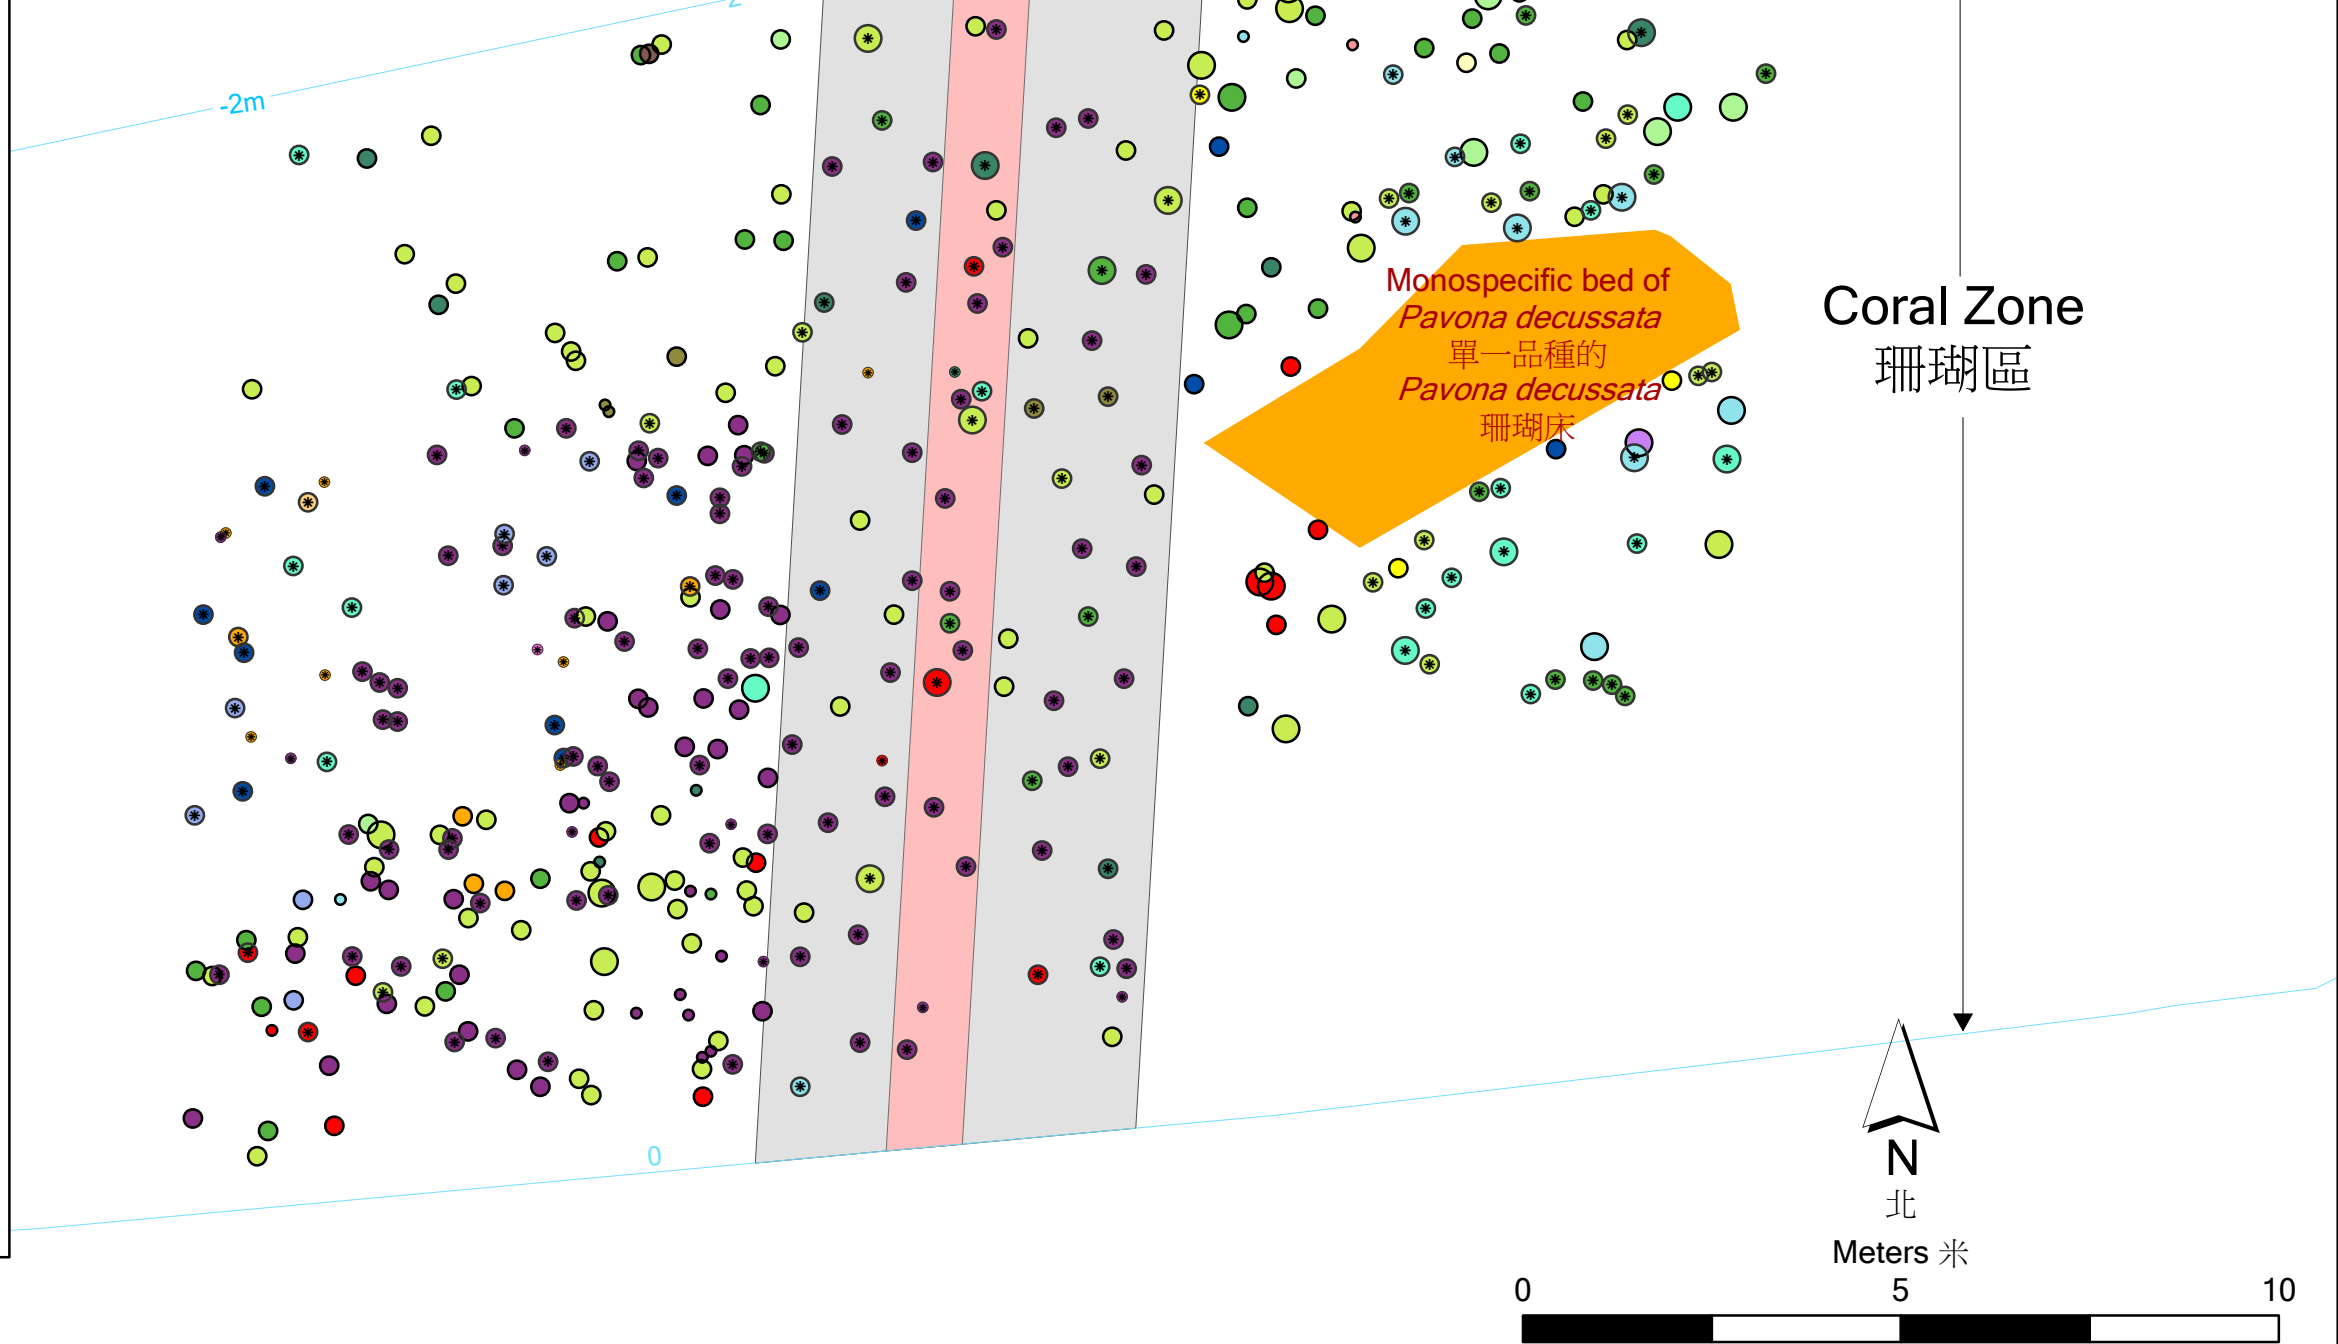 2
-2m
Monospecific bed of
Pavona decussata
單一品種的
Pavona decussata
珊瑚床
Coral Zone
珊瑚區
0
N
北
Meters 米
0 5 10